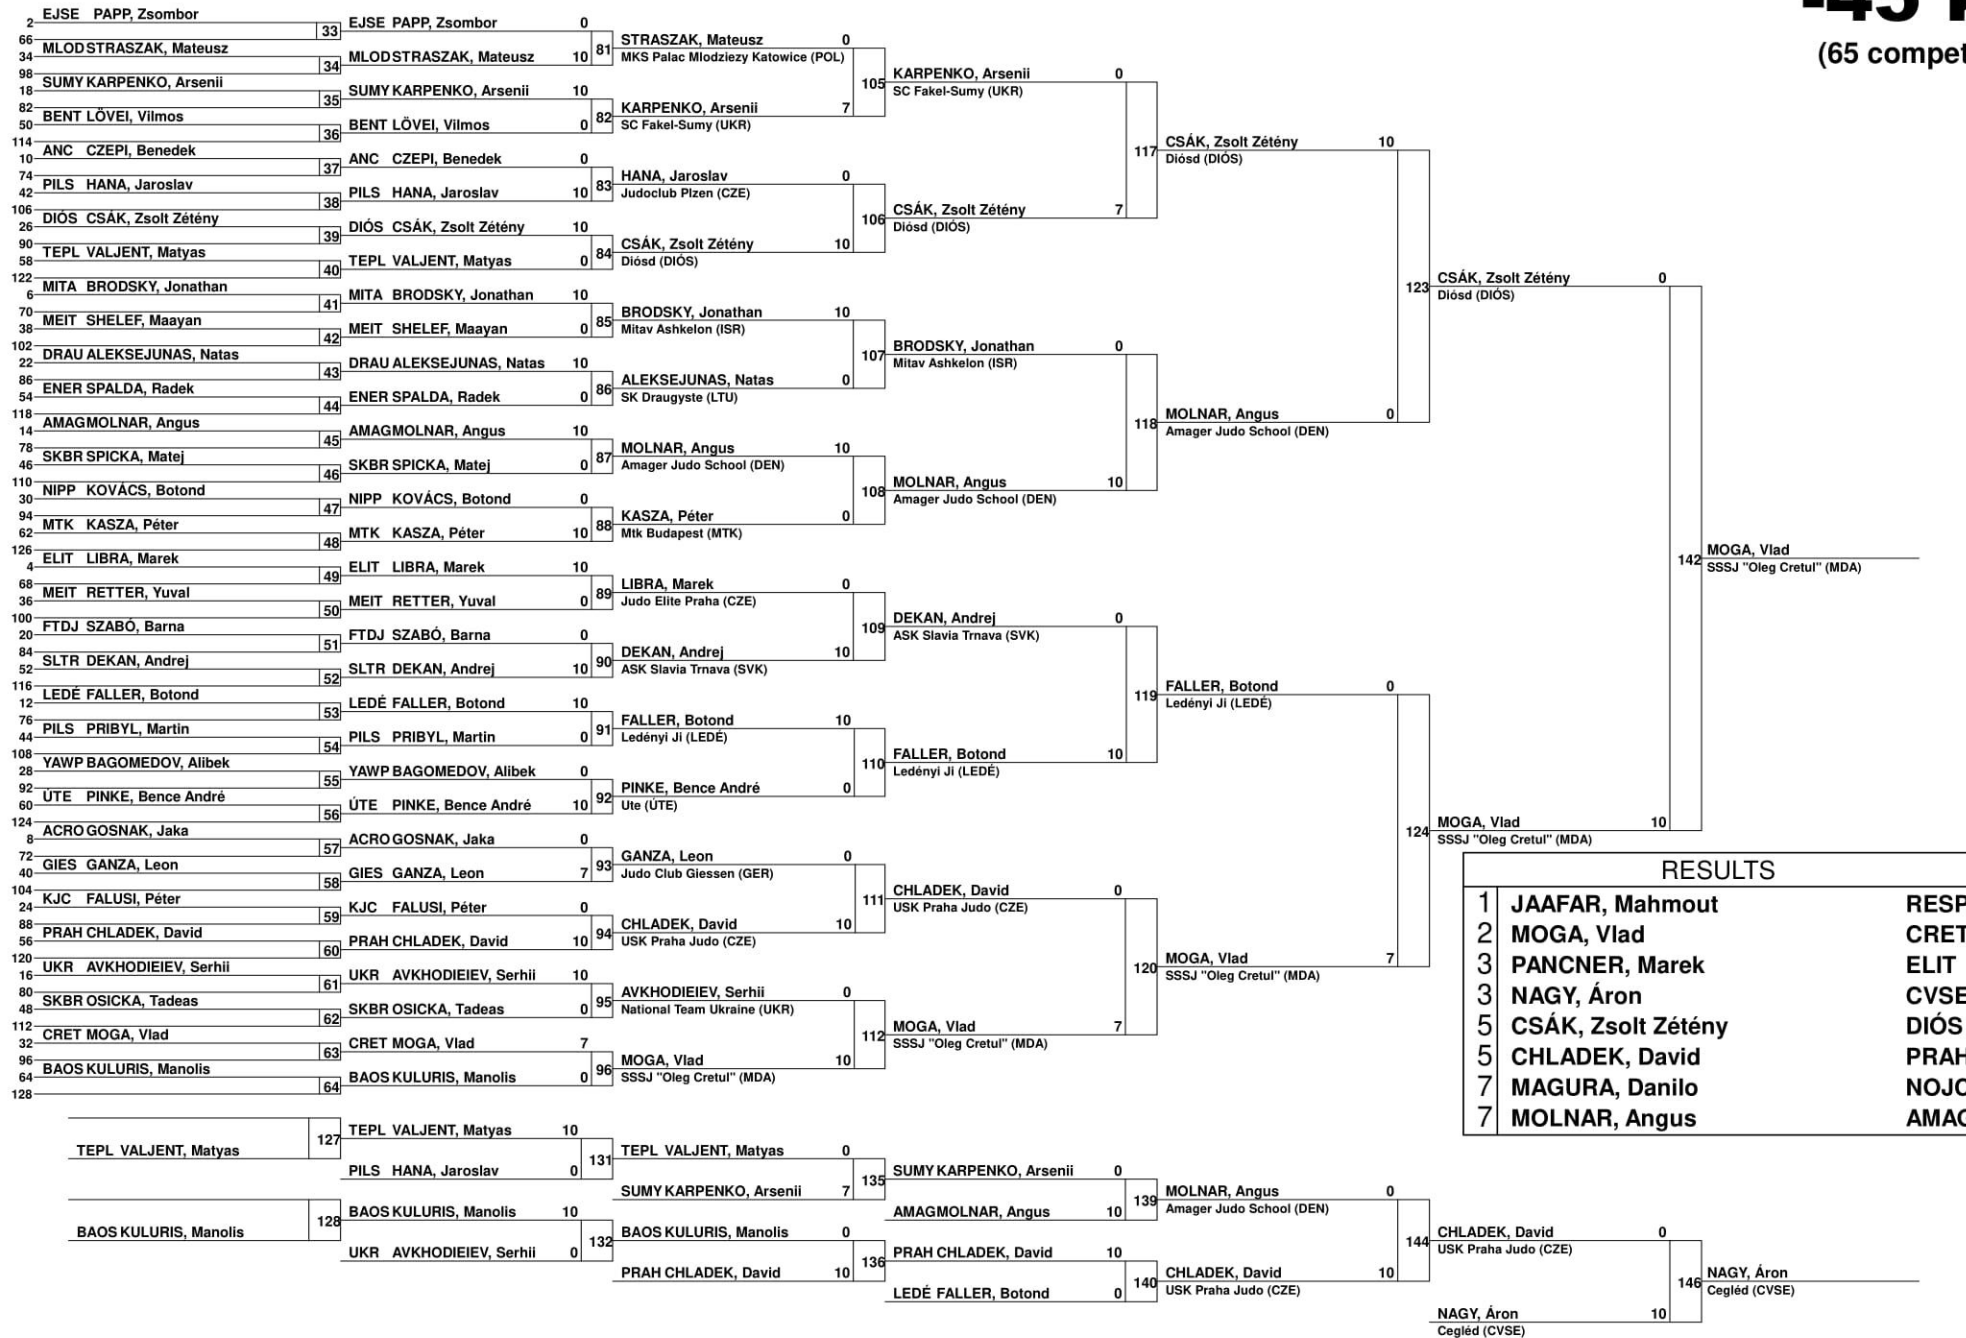 (65 compet
2 EJSE PAPP, Zsombor
66 33
34 MLOD STRASZAK, Mateusz
98 34
18 SUMY KARPENKO, Arsenii
82 35
50 BENT LÖVEI, Vilmos
114 36
10 ANC CZEPI, Benedek
74 37
42 PILS HANA, Jaroslav
106 38
26 DIÓS CSÁK, Zsolt Zétény
90 39
58 TEPL VALJENT, Matyas
122 40
6 MITA BRODSKY, Jonathan
70 41
38 MEIT SHELEF, Maayan
102 42
22 DRAU ALEKSEJUNAS, Natas
86 43
54 ENER SPALDA, Radek
118 44
14 AMAG MOLNAR, Angus
78 45
46 SKBR SPICKA, Matej
110 46
30 NIPP KOVÁCS, Botond
94 47
62 MTK KASZA, Péter
126 48
4 ELIT LIBRA, Marek
68 49
36 MEIT RETTER, Yuval
100 50
20 FTDJ SZABÓ, Barna
84 51
52 SLTR DEKAN, Andrej
116 52
12 LEDÉ FALLER, Botond
76 53
44 PILS PRIBYL, Martin
108 54
28 YAWP BAGOMEDOV, Alibek
92 55
60 ÚTE PINKE, Bence André
124 56
8 ACRO GOSNAK, Jaka
72 57
40 GIES GANZA, Leon
104 58
24 KJC FALUSI, Péter
88 59
56 PRAH CHLADEK, David
120 60
16 UKR AVKHODIEIEV, Serhii
80 61
48 SKBR OSICKA, Tadeas
112 62
32 CRET MOGA, Vlad
96 63
64 BAOS KULURIS, Manolis
128 64
EJSE PAPP, Zsombor 0
81
MLOD STRASZAK, Mateusz 10
SUMY KARPENKO, Arsenii 10
82
BENT LÖVEI, Vilmos 0
ANC CZEPI, Benedek 0
83
PILS HANA, Jaroslav 10
DIÓS CSÁK, Zsolt Zétény 10
84
TEPL VALJENT, Matyas 0
MITA BRODSKY, Jonathan 10
85
MEIT SHELEF, Maayan 0
DRAU ALEKSEJUNAS, Natas 10
86
ENER SPALDA, Radek 0
AMAG MOLNAR, Angus 10
87
SKBR SPICKA, Matej 0
NIPP KOVÁCS, Botond 0
88
MTK KASZA, Péter 10
ELIT LIBRA, Marek 10
89
MEIT RETTER, Yuval 0
FTDJ SZABÓ, Barna 0
90
SLTR DEKAN, Andrej 10
LEDÉ FALLER, Botond 10
91
PILS PRIBYL, Martin 0
YAWP BAGOMEDOV, Alibek 0
92
ÚTE PINKE, Bence André 10
ACRO GOSNAK, Jaka 0
93
GIES GANZA, Leon 7
KJC FALUSI, Péter 0
94
PRAH CHLADEK, David 10
UKR AVKHODIEIEV, Serhii 10
95
SKBR OSICKA, Tadeas 0
CRET MOGA, Vlad 7
96
BAOS KULURIS, Manolis 0
STRASZAK, Mateusz 0
MKS Palac Mlodziezy Katowice (POL)
105
KARPENKO, Arsenii 7
SC Fakel-Sumy (UKR)
HANA, Jaroslav 0
Judoclub Plzen (CZE)
106
CSÁK, Zsolt Zétény 10
Diósd (DIÓS)
BRODSKY, Jonathan 10
Mitav Ashkelon (ISR)
107
ALEKSEJUNAS, Natas 0
SK Draugyste (LTU)
MOLNAR, Angus 10
Amager Judo School (DEN)
108
KASZA, Péter 0
Mtk Budapest (MTK)
LIBRA, Marek 0
Judo Elite Praha (CZE)
109
DEKAN, Andrej 10
ASK Slavia Trnava (SVK)
FALLER, Botond 10
Ledényi Ji (LEDÉ)
110
PINKE, Bence André 0
Ute (ÚTE)
GANZA, Leon 0
Judo Club Giessen (GER)
111
CHLADEK, David 10
USK Praha Judo (CZE)
AVKHODIEIEV, Serhii 0
National Team Ukraine (UKR)
112
MOGA, Vlad 10
SSSJ "Oleg Cretul" (MDA)
KARPENKO, Arsenii 0
SC Fakel-Sumy (UKR)
117
CSÁK, Zsolt Zétény 7
Diósd (DIÓS)
BRODSKY, Jonathan 0
Mitav Ashkelon (ISR)
118
MOLNAR, Angus 10
Amager Judo School (DEN)
DEKAN, Andrej 0
ASK Slavia Trnava (SVK)
119
FALLER, Botond 10
Ledényi Ji (LEDÉ)
CHLADEK, David 0
USK Praha Judo (CZE)
120
MOGA, Vlad 7
SSSJ "Oleg Cretul" (MDA)
CSÁK, Zsolt Zétény 10
Diósd (DIÓS)
123
MOLNAR, Angus 0
Amager Judo School (DEN)
FALLER, Botond 0
Ledényi Ji (LEDÉ)
124
MOGA, Vlad 7
SSSJ "Oleg Cretul" (MDA)
CSÁK, Zsolt Zétény 0
Diósd (DIÓS)
142
MOGA, Vlad 10
SSSJ "Oleg Cretul" (MDA)
MOGA, Vlad
SSSJ "Oleg Cretul" (MDA)
RESULTS
1 JAAFAR, Mahmout RESP
2 MOGA, Vlad CRET
3 PANCNER, Marek ELIT
3 NAGY, Áron CVSE
5 CSÁK, Zsolt Zétény DIÓS
5 CHLADEK, David PRAH
7 MAGURA, Danilo NOJC
7 MOLNAR, Angus AMAG
127
TEPL VALJENT, Matyas
128
BAOS KULURIS, Manolis
TEPL VALJENT, Matyas 10
131
PILS HANA, Jaroslav 0
BAOS KULURIS, Manolis 10
132
UKR AVKHODIEIEV, Serhii 0
TEPL VALJENT, Matyas 0
135
SUMY KARPENKO, Arsenii 7
BAOS KULURIS, Manolis 0
136
PRAH CHLADEK, David 10
SUMY KARPENKO, Arsenii 0
139
AMAG MOLNAR, Angus 10
PRAH CHLADEK, David 10
140
LEDÉ FALLER, Botond 0
MOLNAR, Angus 0
Amager Judo School (DEN)
144
CHLADEK, David 10
USK Praha Judo (CZE)
CHLADEK, David 0
USK Praha Judo (CZE)
146
NAGY, Áron 10
Cegléd (CVSE)
NAGY, Áron
Cegléd (CVSE)